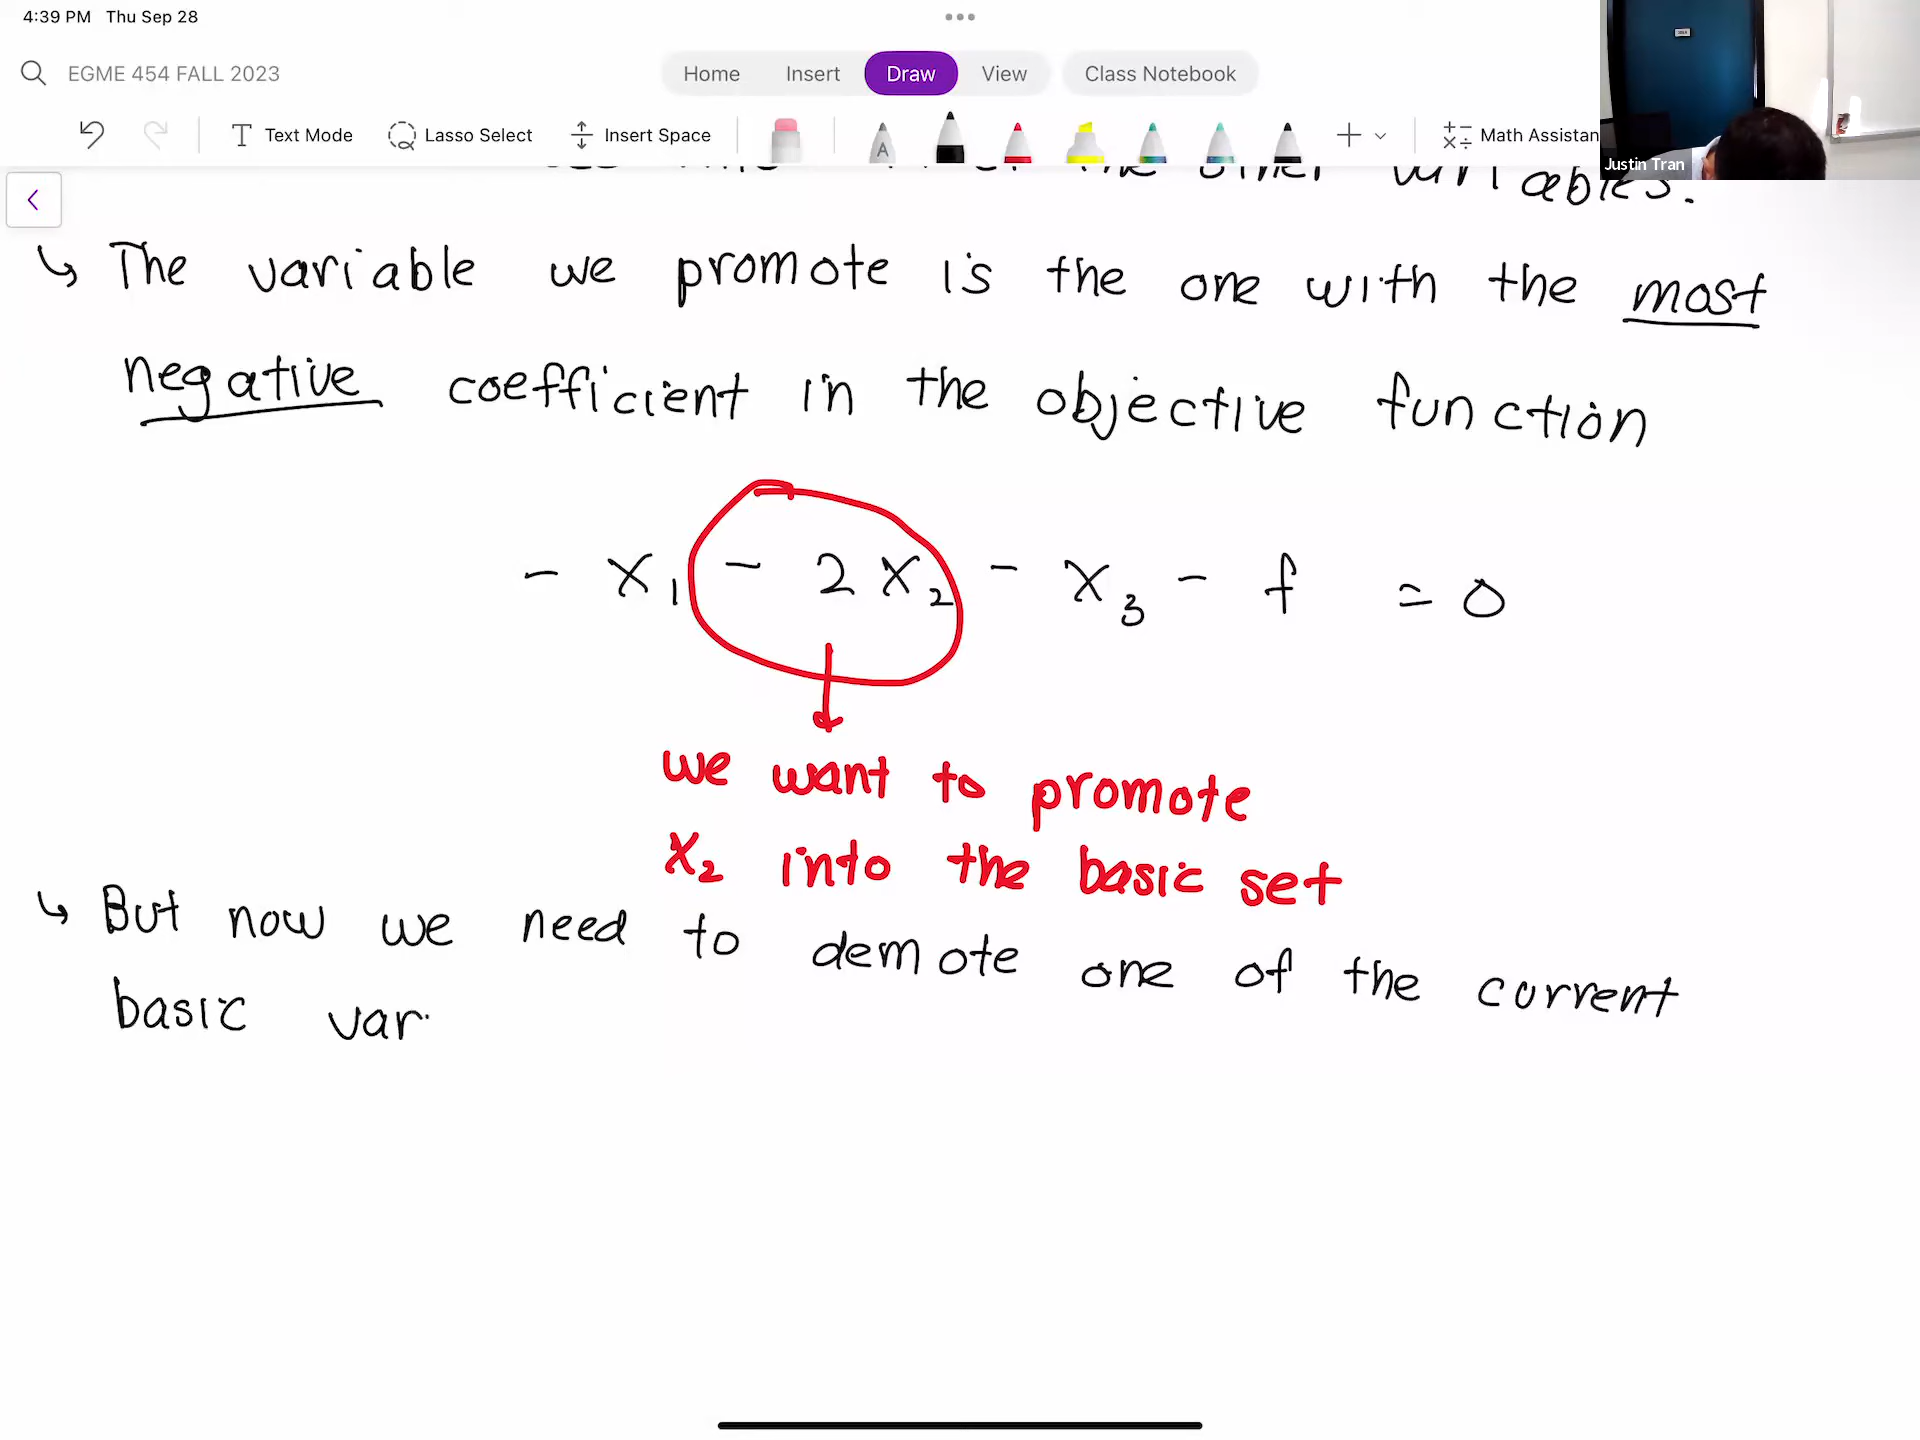 4:39 PM Thu Sep 28
EGME 454 FALL 2023
Home Insert Draw View Class Notebook
Text Mode Lasso Select Insert Space A Math Assistan
Justin Tran
the other variables.
↳ The variable we promote is the one with the most
negative coefficient in the objective function
- x₁ - 2x₂ - x₃ - f = 0
we want to promote
x₂ into the basic set
↳ But now we need to demote one of the current
basic var